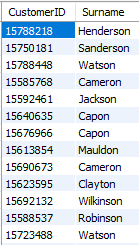 CustomerID Surname
15788218 Henderson
15750181 Sanderson
15788448 Watson
15585768 Cameron
15592461 Jackson
15640635 Capon
15676966 Capon
15613854 Mauldon
15690673 Cameron
15623595 Clayton
15692132 Wilkinson
15588537 Robinson
15723488 Watson